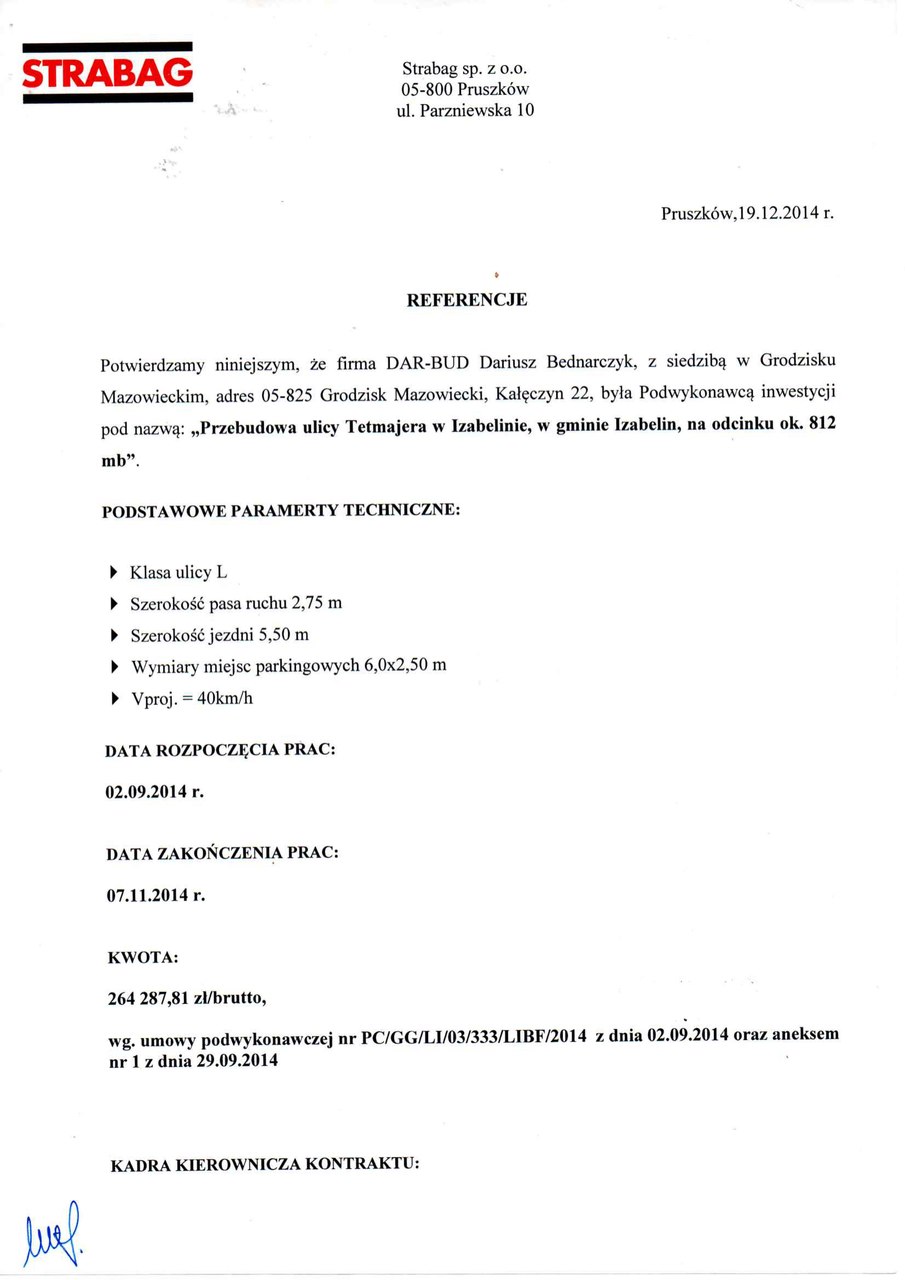 STRABAG
Strabag sp. z o.o.
05-800 Pruszków
ul. Parzniewska 10
Pruszków,19.12.2014 r.
REFERENCJE
Potwierdzamy niniejszym, że firma DAR-BUD Dariusz Bednarczyk, z siedzibą w Grodzisku
Mazowieckim, adres 05-825 Grodzisk Mazowiecki, Kałęczyn 22, była Podwykonawcą inwestycji
pod nazwą: „Przebudowa ulicy Tetmajera w Izabelinie, w gminie Izabelin, na odcinku ok. 812
mb”.
PODSTAWOWE PARAMERTY TECHNICZNE:
Klasa ulicy L
Szerokość pasa ruchu 2,75 m
Szerokość jezdni 5,50 m
Wymiary miejsc parkingowych 6,0x2,50 m
Vproj. = 40km/h
DATA ROZPOCZĘCIA PRAC:
02.09.2014 r.
DATA ZAKOŃCZENIA PRAC:
07.11.2014 r.
KWOTA:
264 287,81 zł/brutto,
wg. umowy podwykonawczej nr PC/GG/LI/03/333/LIBF/2014 z dnia 02.09.2014 oraz aneksem
nr 1 z dnia 29.09.2014
KADRA KIEROWNICZA KONTRAKTU: